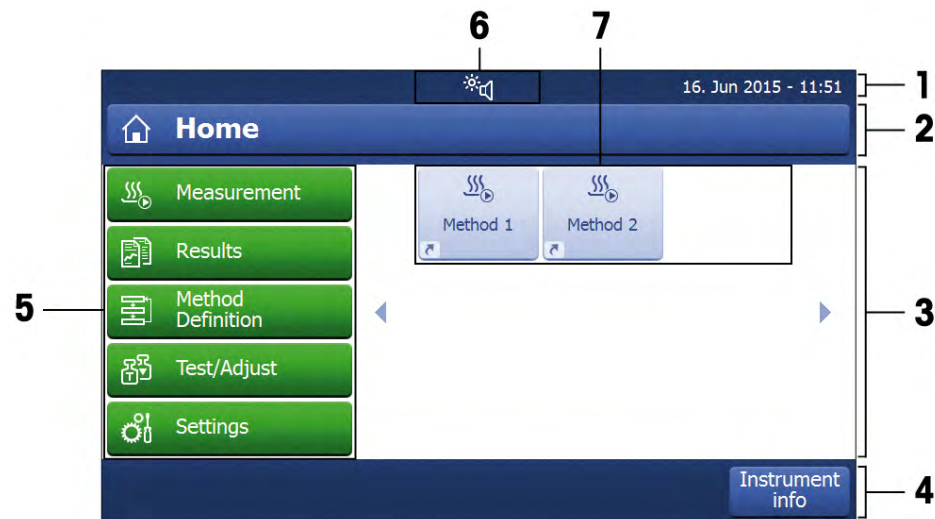 6 7
16. Jun 2015 - 11:51
1
Home
2
Measurement
Results
Method
Definition
Test/Adjust
Settings
5
Method 1
Method 2
3
Instrument
info
4